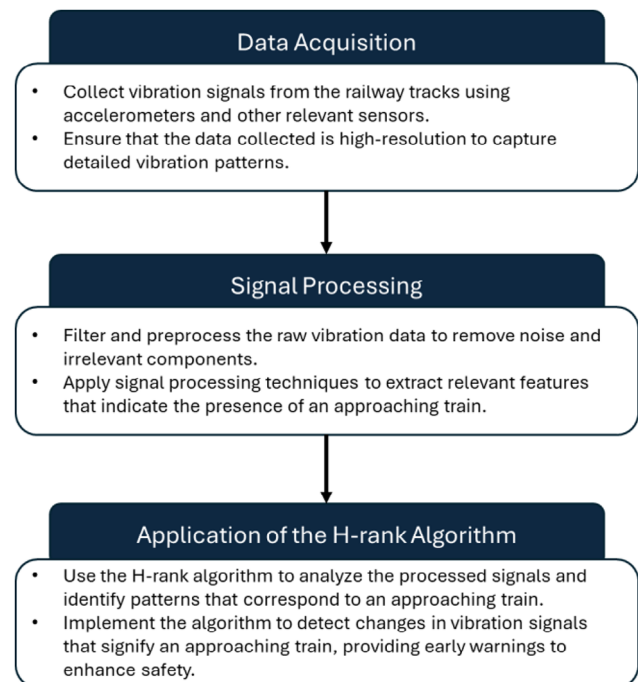 Data Acquisition
• Collect vibration signals from the railway tracks using
accelerometers and other relevant sensors.
• Ensure that the data collected is high-resolution to capture
detailed vibration patterns.
Signal Processing
• Filter and preprocess the raw vibration data to remove noise and
irrelevant components.
• Apply signal processing techniques to extract relevant features
that indicate the presence of an approaching train.
Application of the H-rank Algorithm
• Use the H-rank algorithm to analyze the processed signals and
identify patterns that correspond to an approaching train.
• Implement the algorithm to detect changes in vibration signals
that signify an approaching train, providing early warnings to
enhance safety.